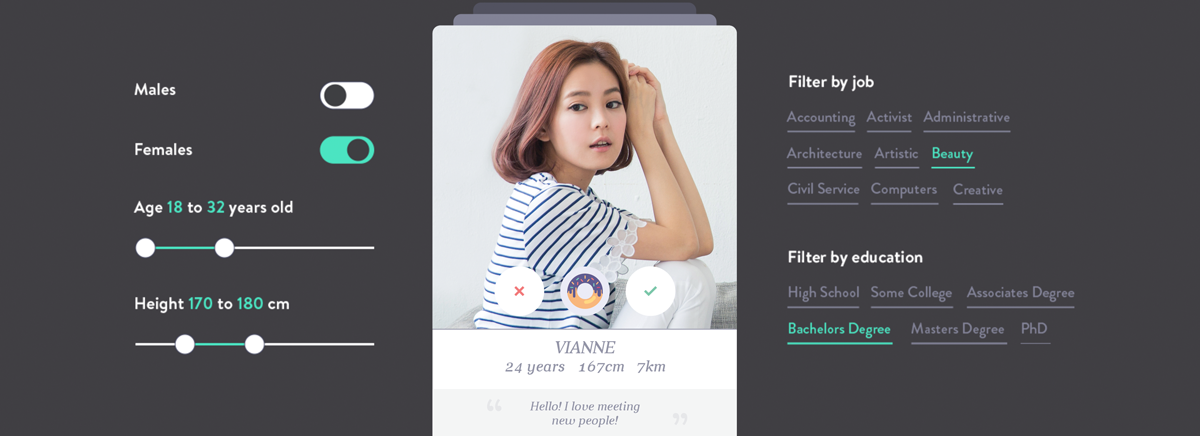 Males
Females
Age 18 to 32 years old
Height 170 to 180 cm
VIANNE
24 years 167cm 7km
“ Hello! I love meeting
new people! ”
Filter by job
Accounting Activist Administrative
Architecture Artistic Beauty
Civil Service Computers Creative
Filter by education
High School Some College Associates Degree
Bachelors Degree Masters Degree PhD